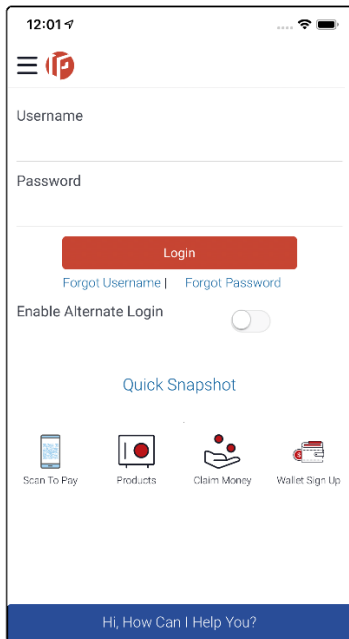 12:01
Username
Password
Login
Forgot Username | Forgot Password
Enable Alternate Login
Quick Snapshot
Scan To Pay Products Claim Money Wallet Sign Up
Hi, How Can I Help You?